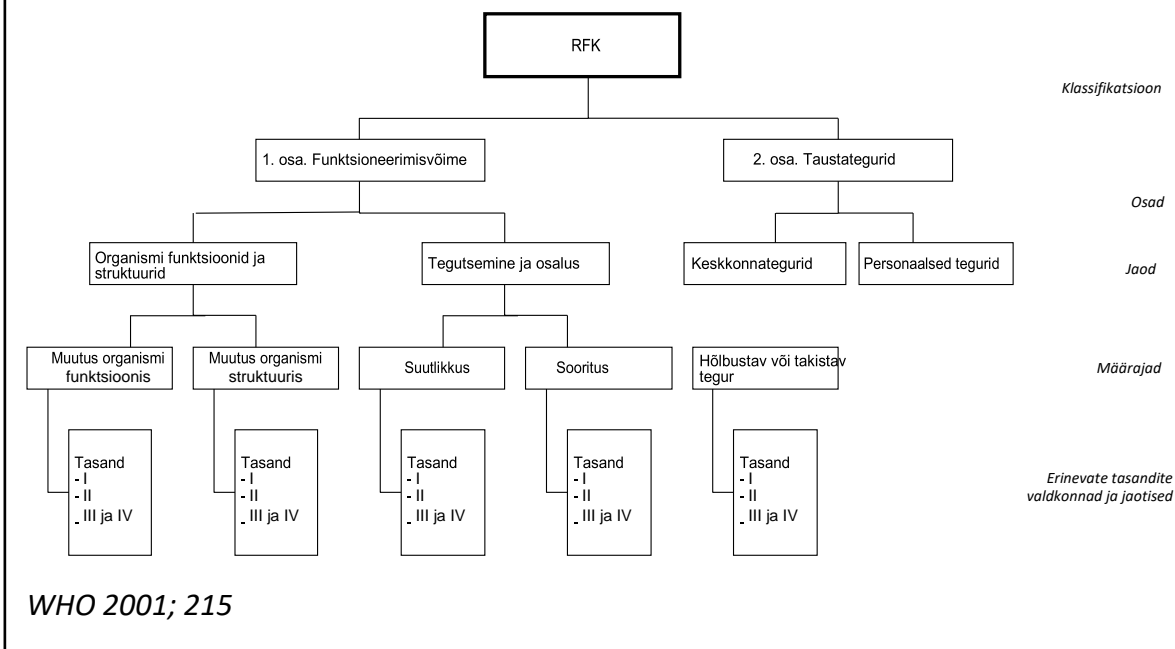 RFK
Klassifikatsioon
1. osa. Funktsioneerimisvõime
2. osa. Taustategurid
Osad
Organismi funktsioonid ja
struktuurid
Tegutsemine ja osalus
Keskkonnategurid
Personaalsed tegurid
Jaod
Muutus organismi
funktsioonis
Muutus organismi
struktuuris
Suutlikkus
Sooritus
Hõlbustav või takistav
tegur
Määrajad
Tasand
- I
- II
- III ja IV
Tasand
- I
- II
- III ja IV
Tasand
- I
- II
- III ja IV
Tasand
- I
- II
- III ja IV
Tasand
- I
- II
- III ja IV
Erinevate tasandite
valdkonnad ja jaotised
WHO 2001; 215